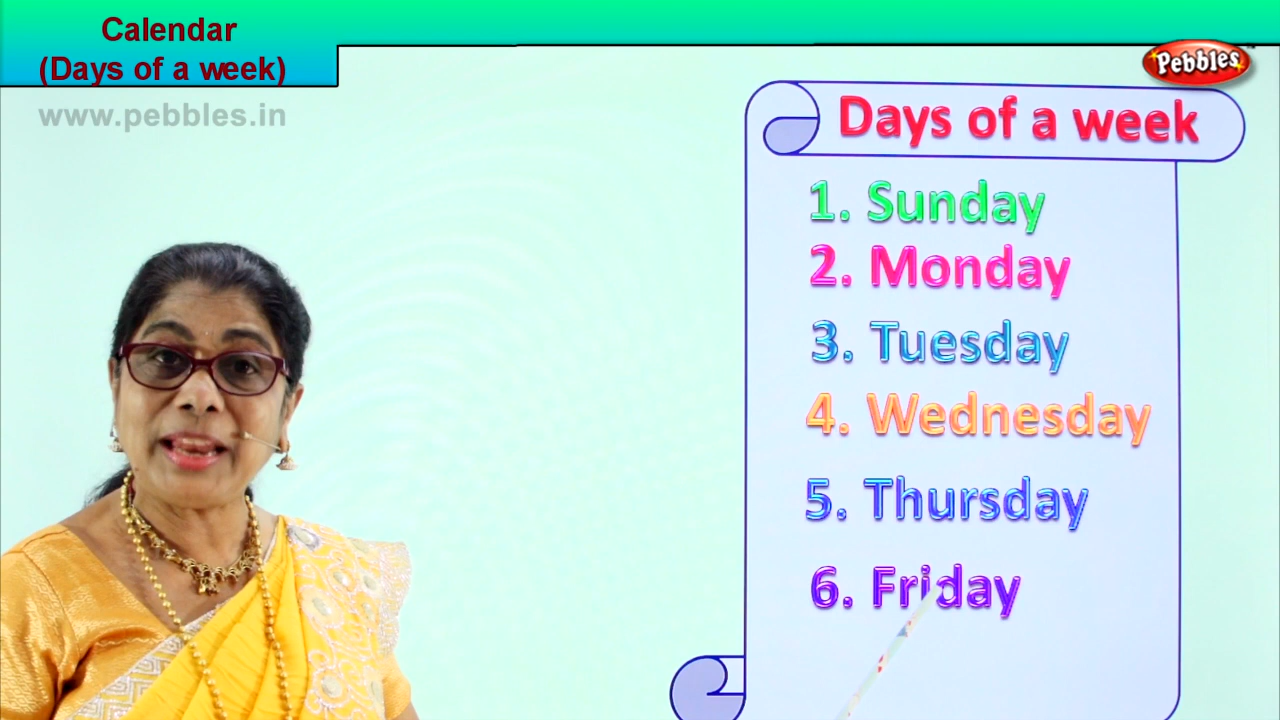 Calendar
(Days of a week)
www.pebbles.in
Pebbles
Days of a week
1. Sunday
2. Monday
3. Tuesday
4. Wednesday
5. Thursday
6. Friday